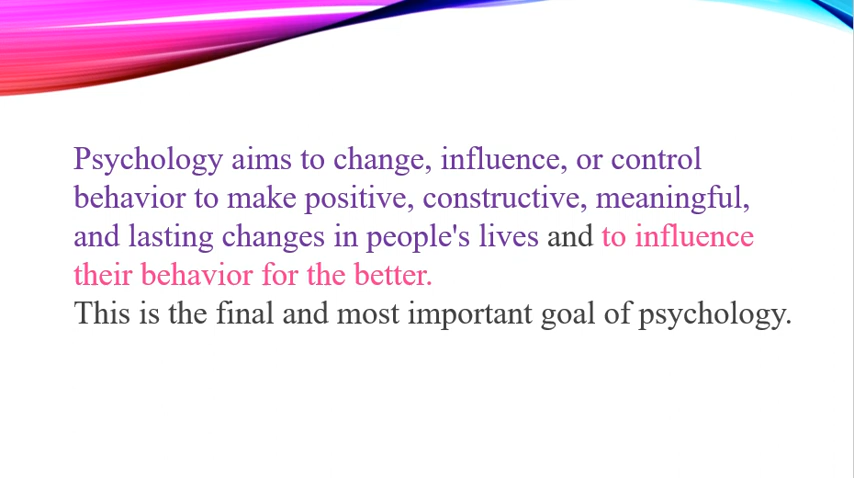 Psychology aims to change, influence, or control
behavior to make positive, constructive, meaningful,
and lasting changes in people's lives and to influence
their behavior for the better.
This is the final and most important goal of psychology.